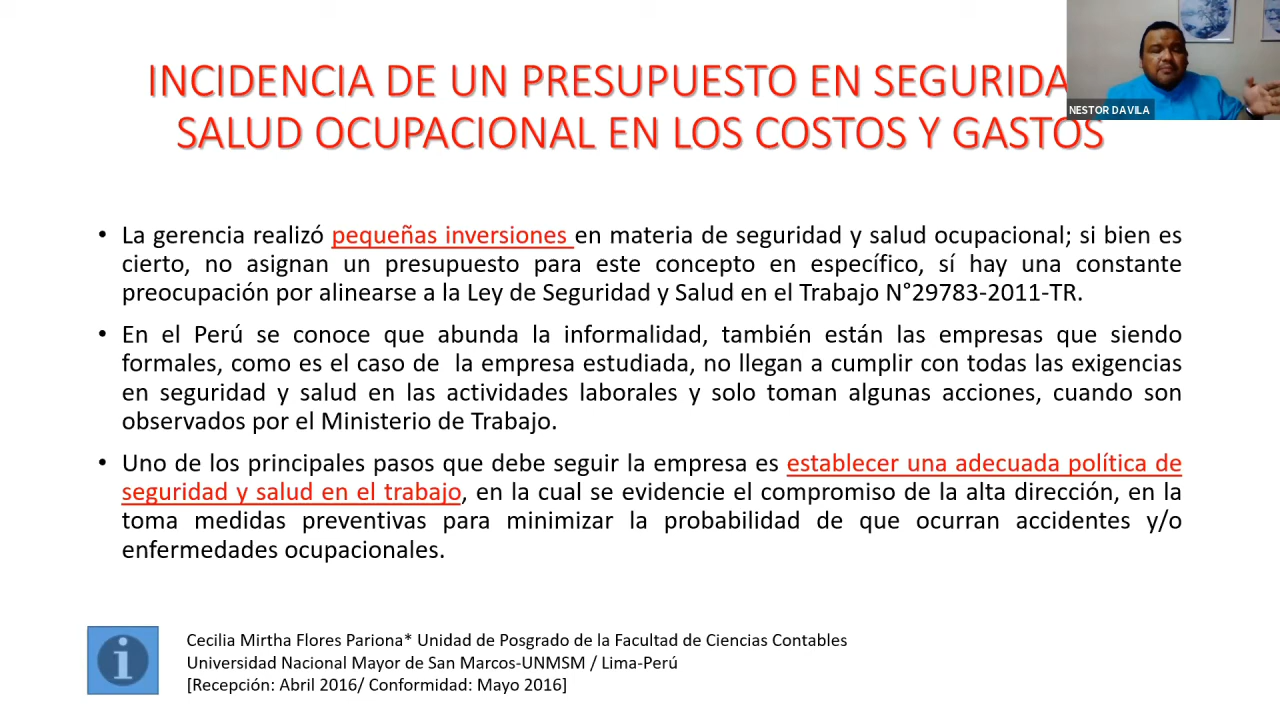 INCIDENCIA DE UN PRESUPUESTO EN SEGURIDA
SALUD OCUPACIONAL EN LOS COSTOS Y GASTOS
NESTOR DAVILA
• La gerencia realizó pequeñas inversiones en materia de seguridad y salud ocupacional; si bien es
cierto, no asignan un presupuesto para este concepto en específico, sí hay una constante
preocupación por alinearse a la Ley de Seguridad y Salud en el Trabajo N°29783-2011-TR.
• En el Perú se conoce que abunda la informalidad, también están las empresas que siendo
formales, como es el caso de la empresa estudiada, no llegan a cumplir con todas las exigencias
en seguridad y salud en las actividades laborales y solo toman algunas acciones, cuando son
observados por el Ministerio de Trabajo.
• Uno de los principales pasos que debe seguir la empresa es establecer una adecuada política de
seguridad y salud en el trabajo, en la cual se evidencie el compromiso de la alta dirección, en la
toma medidas preventivas para minimizar la probabilidad de que ocurran accidentes y/o
enfermedades ocupacionales.
Cecilia Mirtha Flores Pariona* Unidad de Posgrado de la Facultad de Ciencias Contables
Universidad Nacional Mayor de San Marcos-UNMSM / Lima-Perú
[Recepción: Abril 2016/ Conformidad: Mayo 2016]